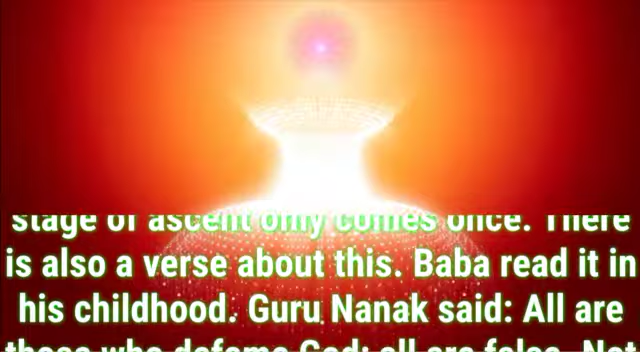 stage of ascent only comes once. There
is also a verse about this. Baba read it in
his childhood. Guru Nanak said: All are
those who defame God; all are false. Not